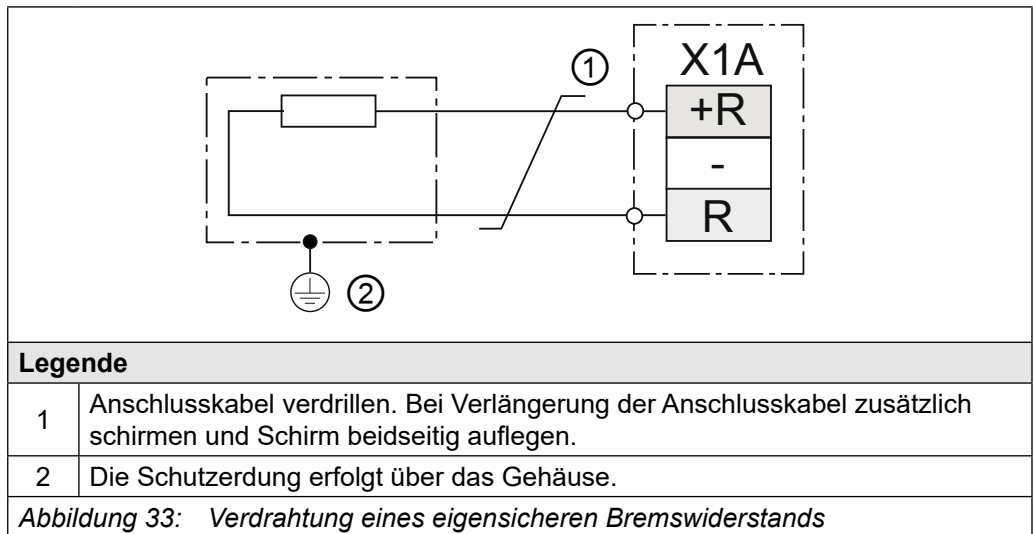 ①
X1A
+R
-
R
②
Legende
1 Anschlusskabel verdrillen. Bei Verlängerung der Anschlusskabel zusätzlich
schirmen und Schirm beidseitig auflegen.
2 Die Schutzerdung erfolgt über das Gehäuse.
Abbildung 33: Verdrahtung eines eigensicheren Bremswiderstands